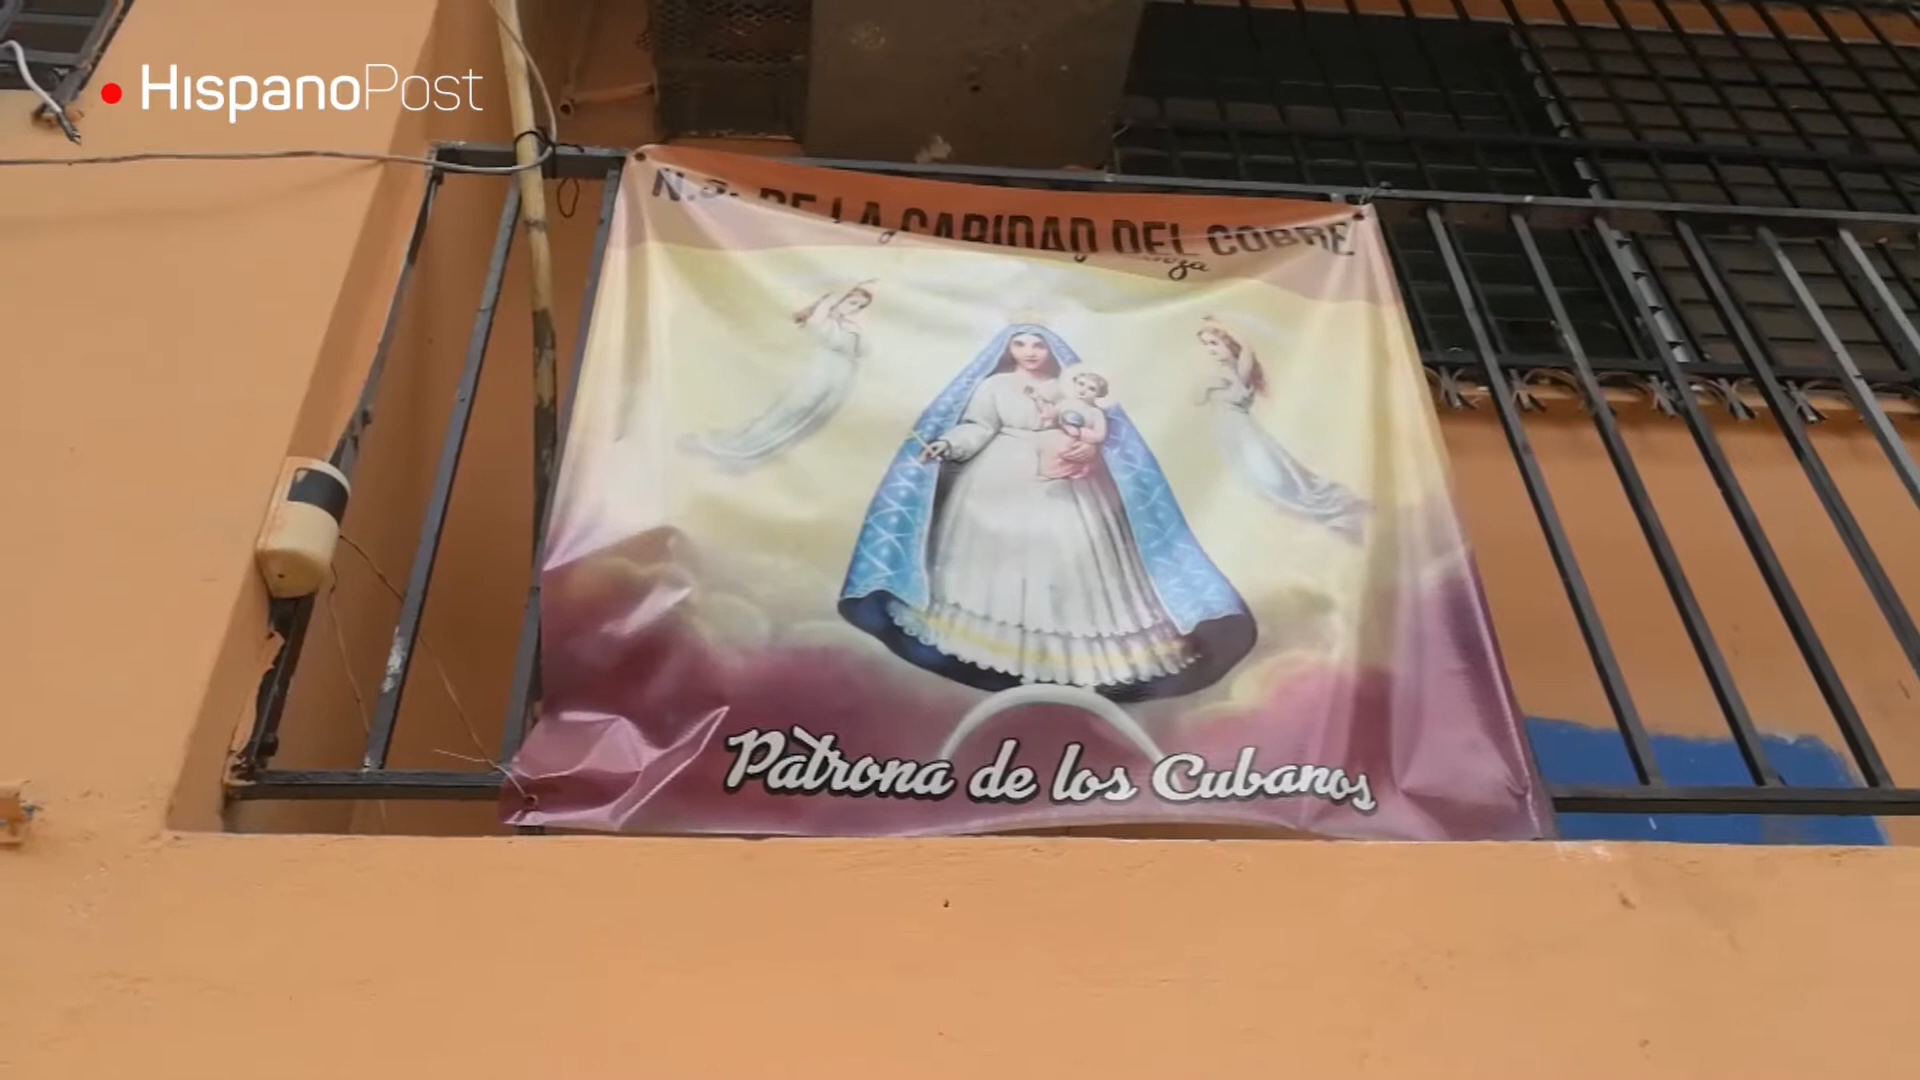 HispanoPost
N.S. DE LA CARIDAD DEL COBRE
Patrona de los Cubanos